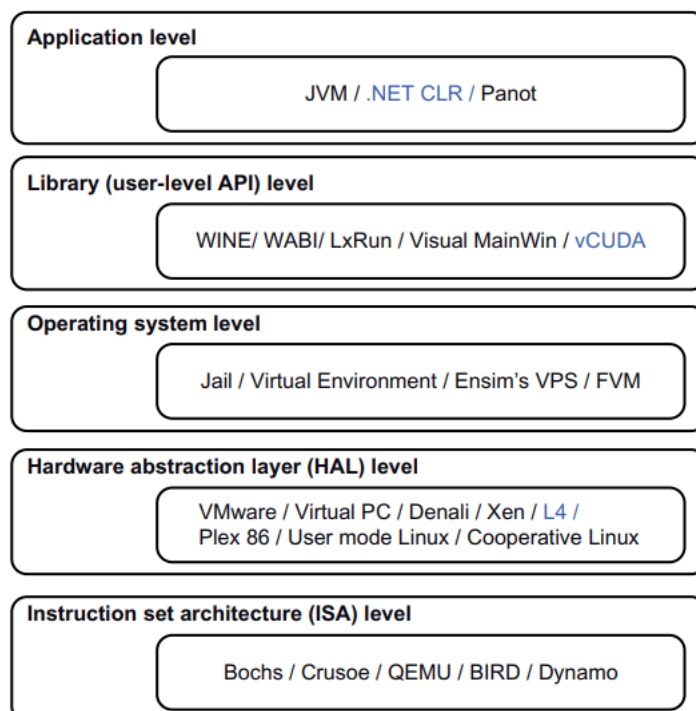 Application level
JVM / .NET CLR / Panot
Library (user-level API) level
WINE/ WABI/ LxRun / Visual MainWin / vCUDA
Operating system level
Jail / Virtual Environment / Ensim's VPS / FVM
Hardware abstraction layer (HAL) level
VMware / Virtual PC / Denali / Xen / L4 /
Plex 86 / User mode Linux / Cooperative Linux
Instruction set architecture (ISA) level
Bochs / Crusoe / QEMU / BIRD / Dynamo